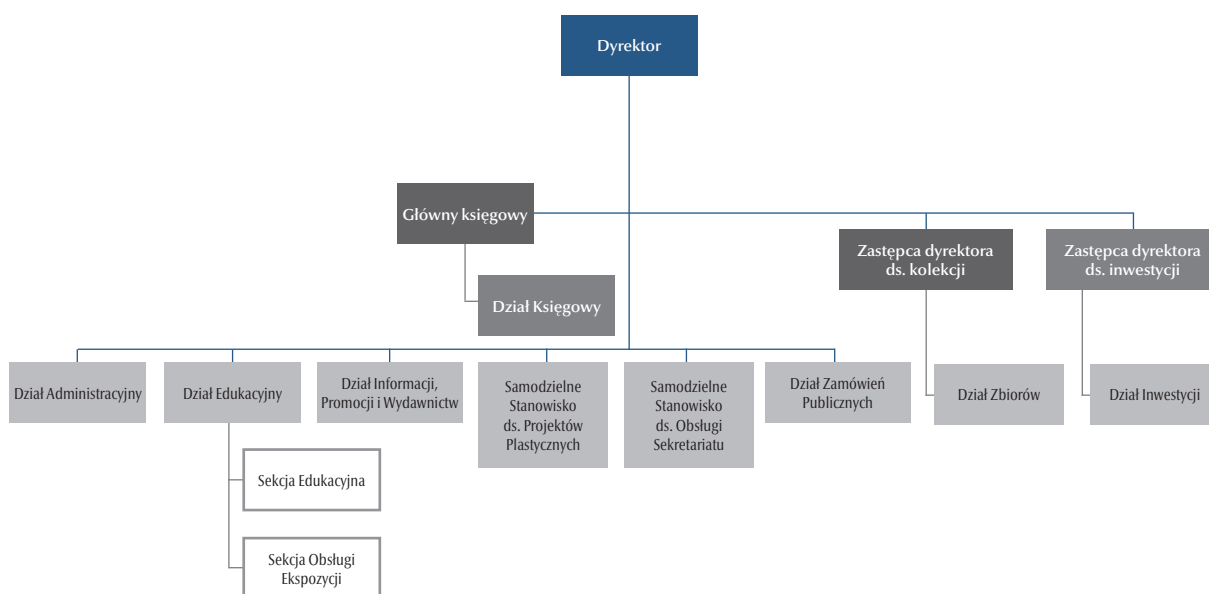 Dyrektor
Główny księgowy
Zastępca dyrektora
ds. kolekcji
Zastępca dyrektora
ds. inwestycji
Dział Księgowy
Dział Administracyjny
Dział Edukacyjny
Dział Informacji,
Promocji i Wydawnictw
Samodzielne
Stanowisko
ds. Projektów
Plastycznych
Samodzielne
Stanowisko
ds. Obsługi
Sekretariatu
Dział Zamówień
Publicznych
Dział Zbiorów
Dział Inwestycji
Sekcja Edukacyjna
Sekcja Obsługi
Ekspozycji